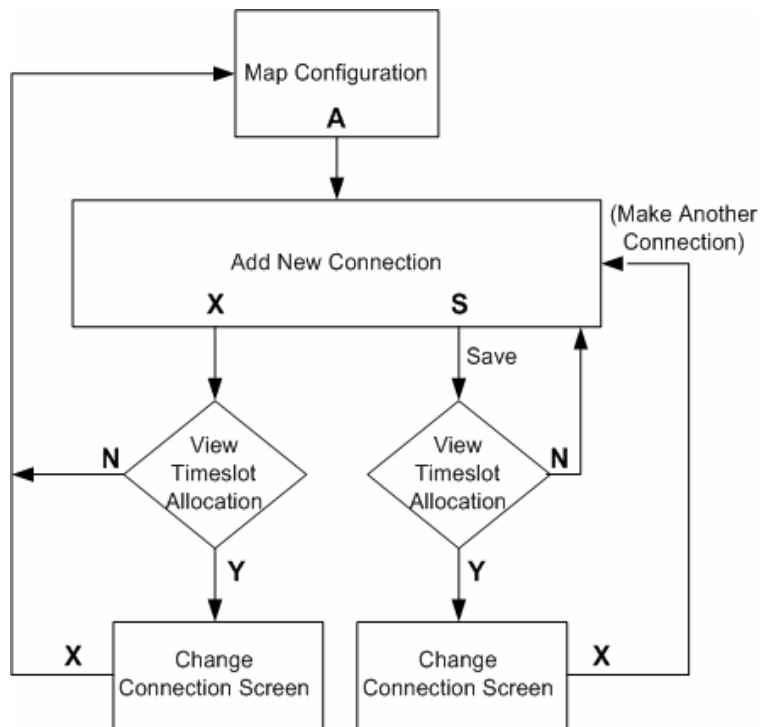 Map Configuration
A
(Make Another
Connection)
Add New Connection
X
S
Save
View
Timeslot
Allocation
N
View
Timeslot
Allocation
N
Y
Y
Change
Connection Screen
X
Change
Connection Screen
X